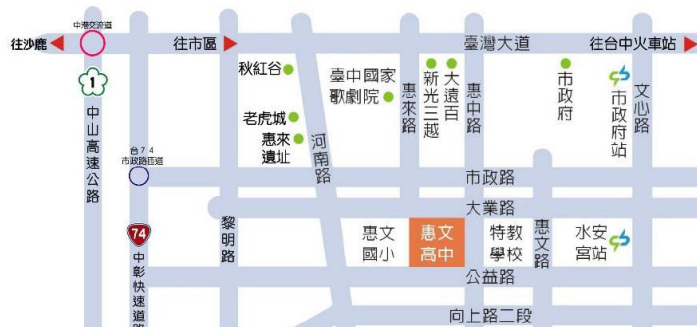 中港交流道
往沙鹿
往市區
臺灣大道
往台中火車站
1
中山高速公路
秋紅谷
臺中國家
歌劇院
惠來路
新光三越
大遠百
惠中路
市政府
市政府站
文心路
老虎城
惠來
遺址
河南路
台74
市政路匝道
市政路
大業路
74
中彰快速道路
黎明路
惠文
國小
惠文
高中
特教
學校
惠文路
水安
宮站
公益路
向上路二段